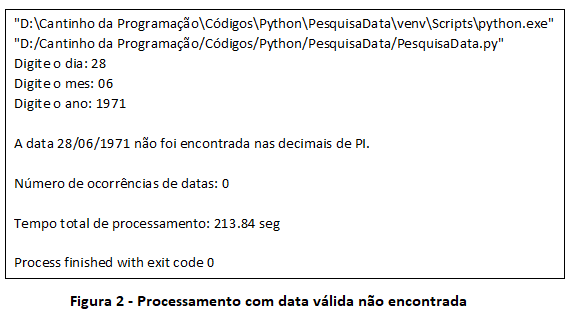 "D:\Cantinho da Programação\Códigos\Python\PesquisaData\venv\Scripts\python.exe"
"D:/Cantinho da Programação/Códigos/Python/PesquisaData/PesquisaData.py"
Digite o dia: 28
Digite o mes: 06
Digite o ano: 1971
A data 28/06/1971 não foi encontrada nas decimais de PI.
Número de ocorrências de datas: 0
Tempo total de processamento: 213.84 seg
Process finished with exit code 0
Figura 2 - Processamento com data válida não encontrada